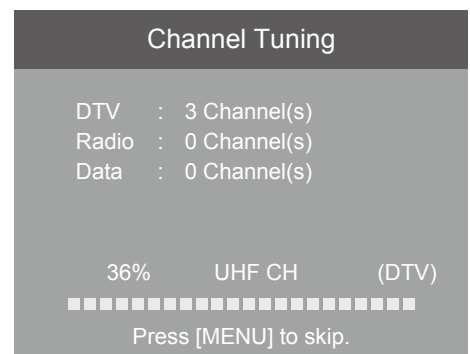 Channel Tuning
DTV : 3 Channel(s)
Radio : 0 Channel(s)
Data : 0 Channel(s)
36% UHF CH (DTV)
Press [MENU] to skip.